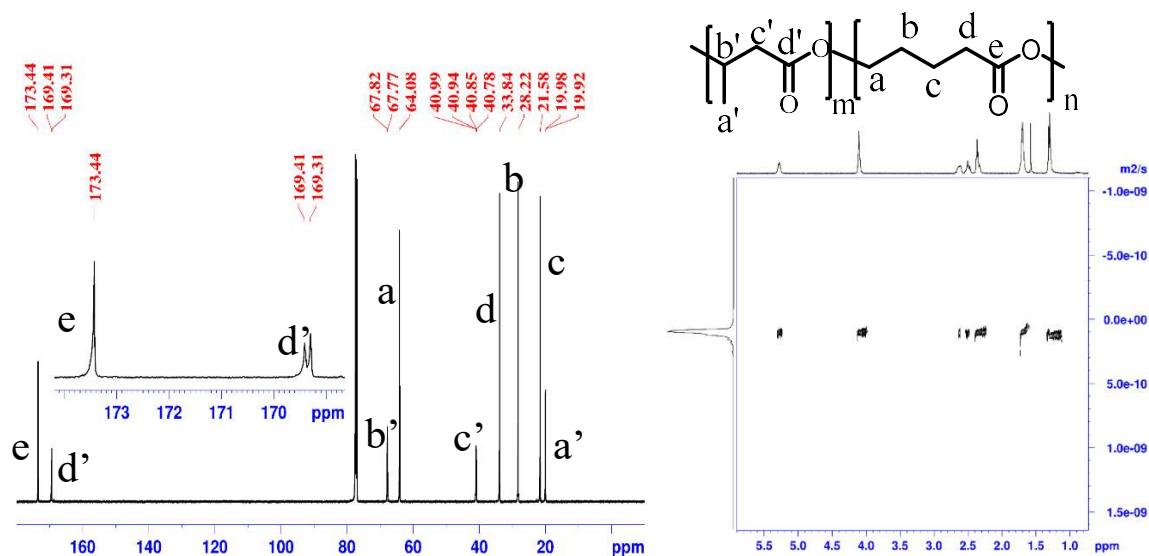 173.44
169.41
169.31
67.82
67.77
64.08
40.99
40.94
40.85
40.78
33.84
28.22
21.58
19.98
19.92
173.44
169.41
169.31
e
d’
173 172 171 170 ppm
e
d’
b’
a
c’
d
b
c
a’
160 140 120 100 80 60 40 20 ppm
b'
c'
d'
O
O
m
a'
a
b
c
d
e
O
O
n
m2/s
-1.0e-09
-5.0e-10
0.0e+00
5.0e-10
1.0e-09
1.5e-09
5.5 5.0 4.5 4.0 3.5 3.0 2.5 2.0 1.5 1.0 ppm